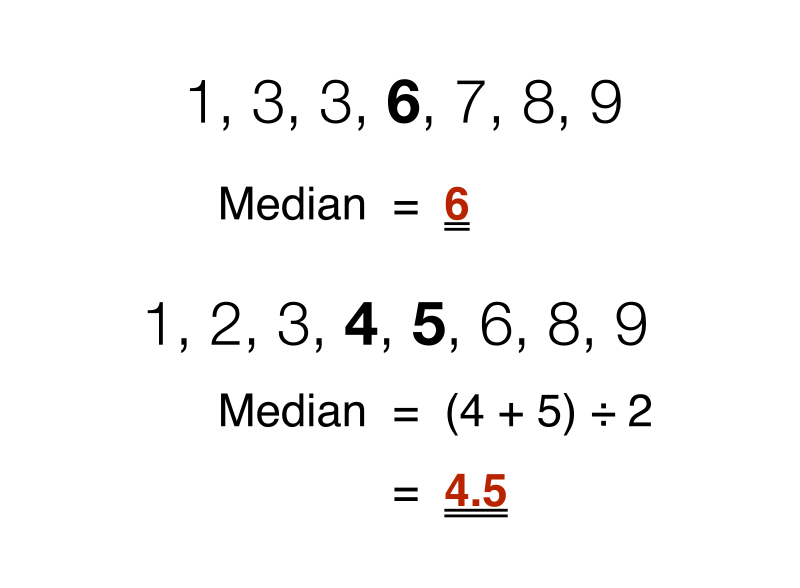 1, 3, 3, 6, 7, 8, 9
Median = 6
1, 2, 3, 4, 5, 6, 8, 9
Median = (4 + 5) ÷ 2
= 4.5